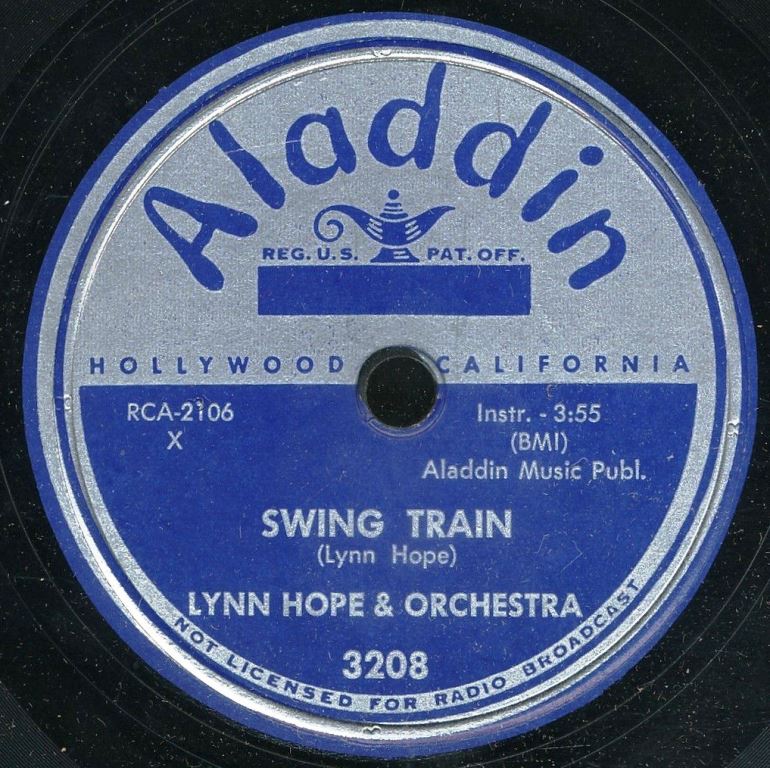 Aladdin
REG. U.S. PAT. OFF.
HOLLYWOOD CALIFORNIA
RCA-2106
X
Instr. - 3:55
(BMI)
Aladdin Music Publ.
SWING TRAIN
(Lynn Hope)
LYNN HOPE & ORCHESTRA
3208
NOT LICENSED FOR RADIO BROADCAST